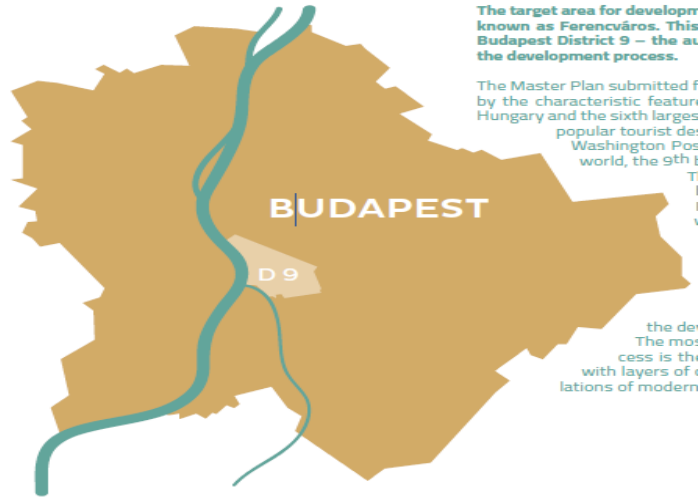 The target area for developm
known as Ferencváros. This
Budapest District 9 – the au
the development process.
The Master Plan submitted f
by the characteristic feature
Hungary and the sixth largest
popular tourist des
Washington Pos
world, the 9th b
Th
BUDAPEST
w
D 9
the dev
The mos
cess is the
with layers of c
lations of modern